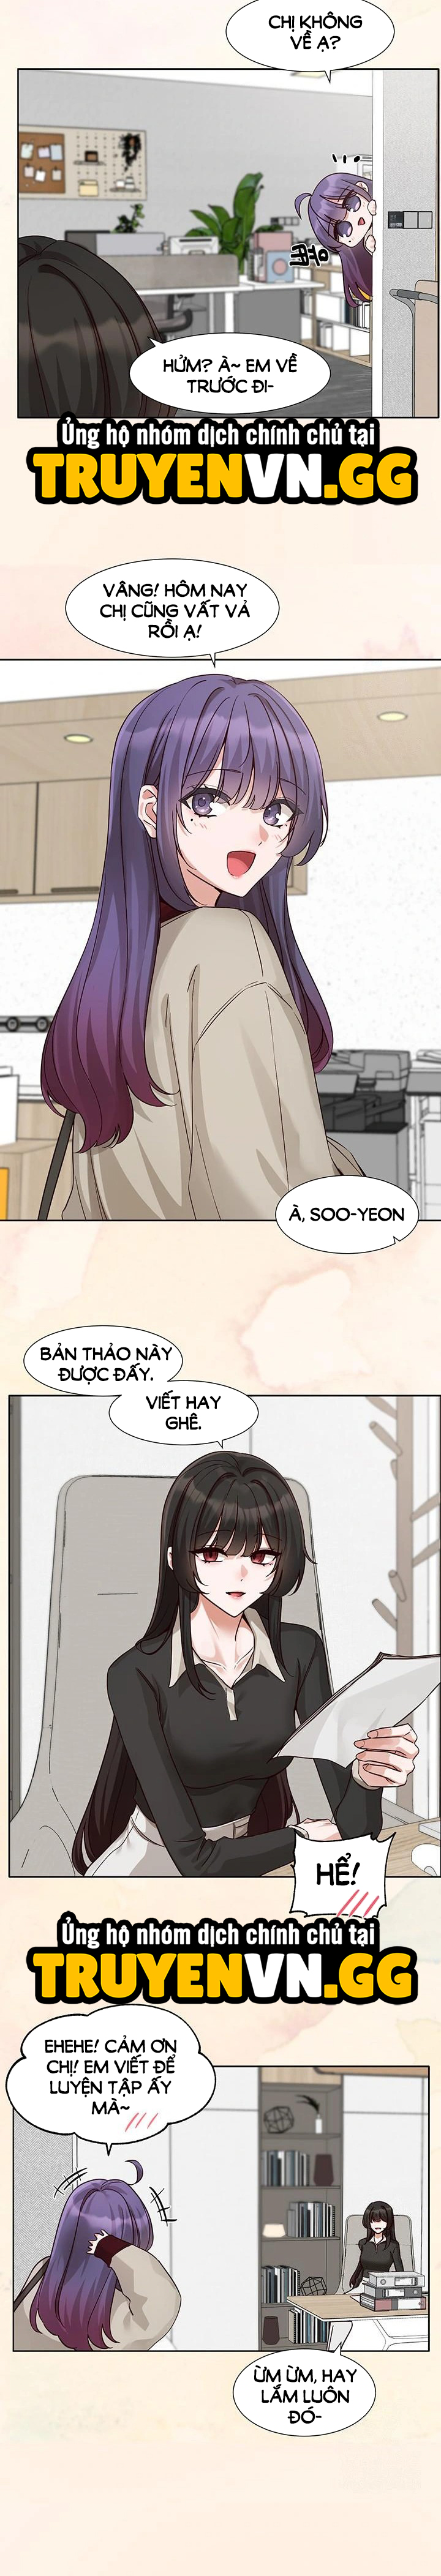 CHỊ KHÔNG
VỀ Ạ?
HỬM? À~ EM VỀ
TRƯỚC ĐI-
Ủng hộ nhóm dịch chính chủ tại
TRUYENVN.GG
VÂNG! HÔM NAY
CHỊ CŨNG VẤT VẢ
RỒI Ạ!
À, SOO-YEON
BẢN THẢO NÀY
ĐƯỢC ĐẤY.
VIẾT HAY
GHÊ.
HỂ!
Ủng hộ nhóm dịch chính chủ tại
TRUYENVN.GG
EHEHE! CẢM ƠN
CHỊ! EM VIẾT ĐỂ
LUYỆN TẬP ẤY
MÀ~
ỪM ỪM, HAY
LẮM LUÔN
ĐÓ-